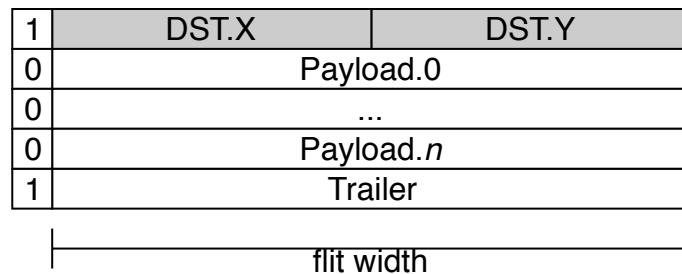 1 DST.X DST.Y
0 Payload.0
0 ...
0 Payload.n
1 Trailer
flit width